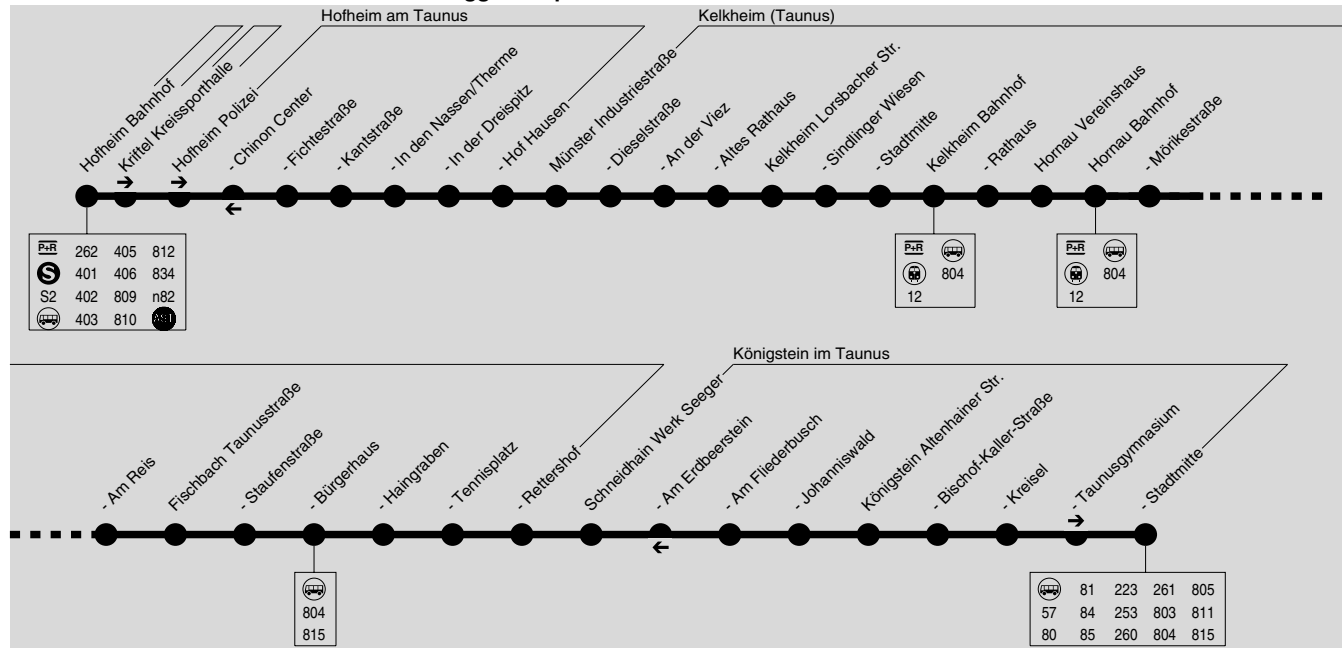 Hofheim am Taunus
Kelkheim (Taunus)
Hofheim Bahnhof
Kriftel Kreissporthalle
Hofheim Polizei
- Chinon Center
- Fichtestraße
- Kantstraße
- In den Nassen/Therme
- In der Dreispitz
- Hof Hausen
Münster Industriestraße
- Dieselstraße
- An der Viez
- Altes Rathaus
Kelkheim Lorsbacher Str.
- Sindlinger Wiesen
- Stadtmitte
Kelkheim Bahnhof
- Rathaus
Hornau Vereinshaus
Hornau Bahnhof
- Mörikestraße
→ →
←
P+R 262 405 812
S 401 406 834
S2 402 809 n82
403 810 AST
P+R
804
12
P+R
804
12
Königstein im Taunus
- Am Reis
Fischbach Taunusstraße
- Staufenstraße
- Bürgerhaus
- Haingraben
- Tennisplatz
- Rettershof
Schneidhain Werk Seeger
- Am Erdbeerstein
- Am Fliederbusch
- Johanniswald
Königstein Altenhainer Str.
- Bischof-Kaller-Straße
- Kreisel
- Taunusgymnasium
- Stadtmitte
→
←
804
815
81 223 261 805
57 84 253 803 811
80 85 260 804 815